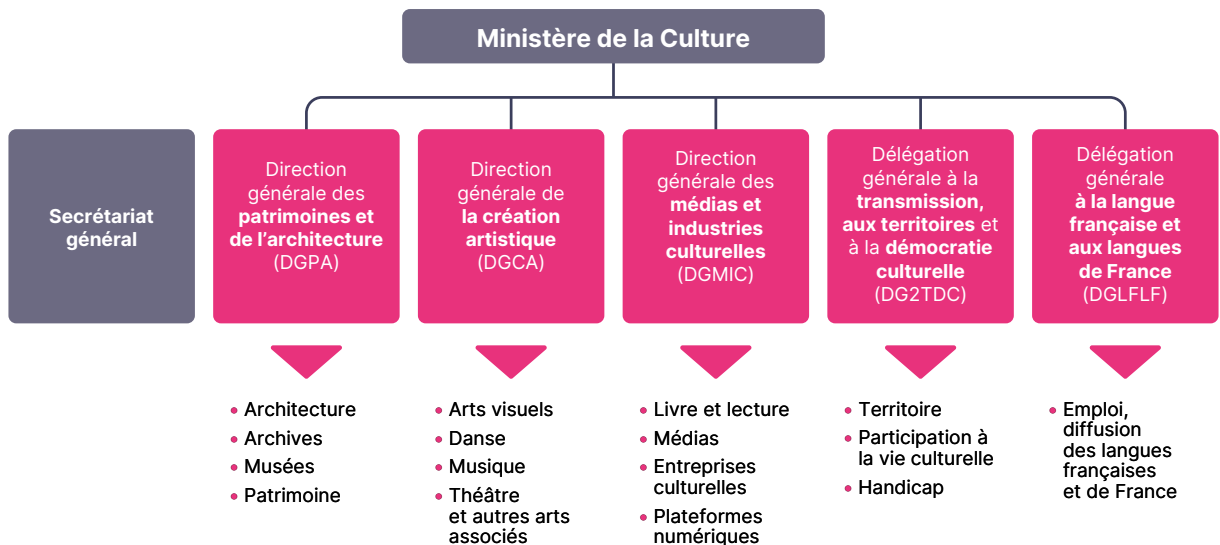 Ministère de la Culture
Secrétariat
général
Direction
générale des
patrimoines et
de l’architecture
(DGPA)
Direction
générale de
la création
artistique
(DGCA)
Direction
générale des
médias et
industries
culturelles
(DGMIC)
Délégation
générale à la
transmission,
aux territoires et
à la démocratie
culturelle
(DG2TDC)
Délégation
générale
à la langue
française et
aux langues
de France
(DGLFLF)
• Architecture
• Archives
• Musées
• Patrimoine
• Arts visuels
• Danse
• Musique
• Théâtre
et autres arts
associés
• Livre et lecture
• Médias
• Entreprises
culturelles
• Plateformes
numériques
• Territoire
• Participation à
la vie culturelle
• Handicap
• Emploi,
diffusion
des langues
françaises
et de France